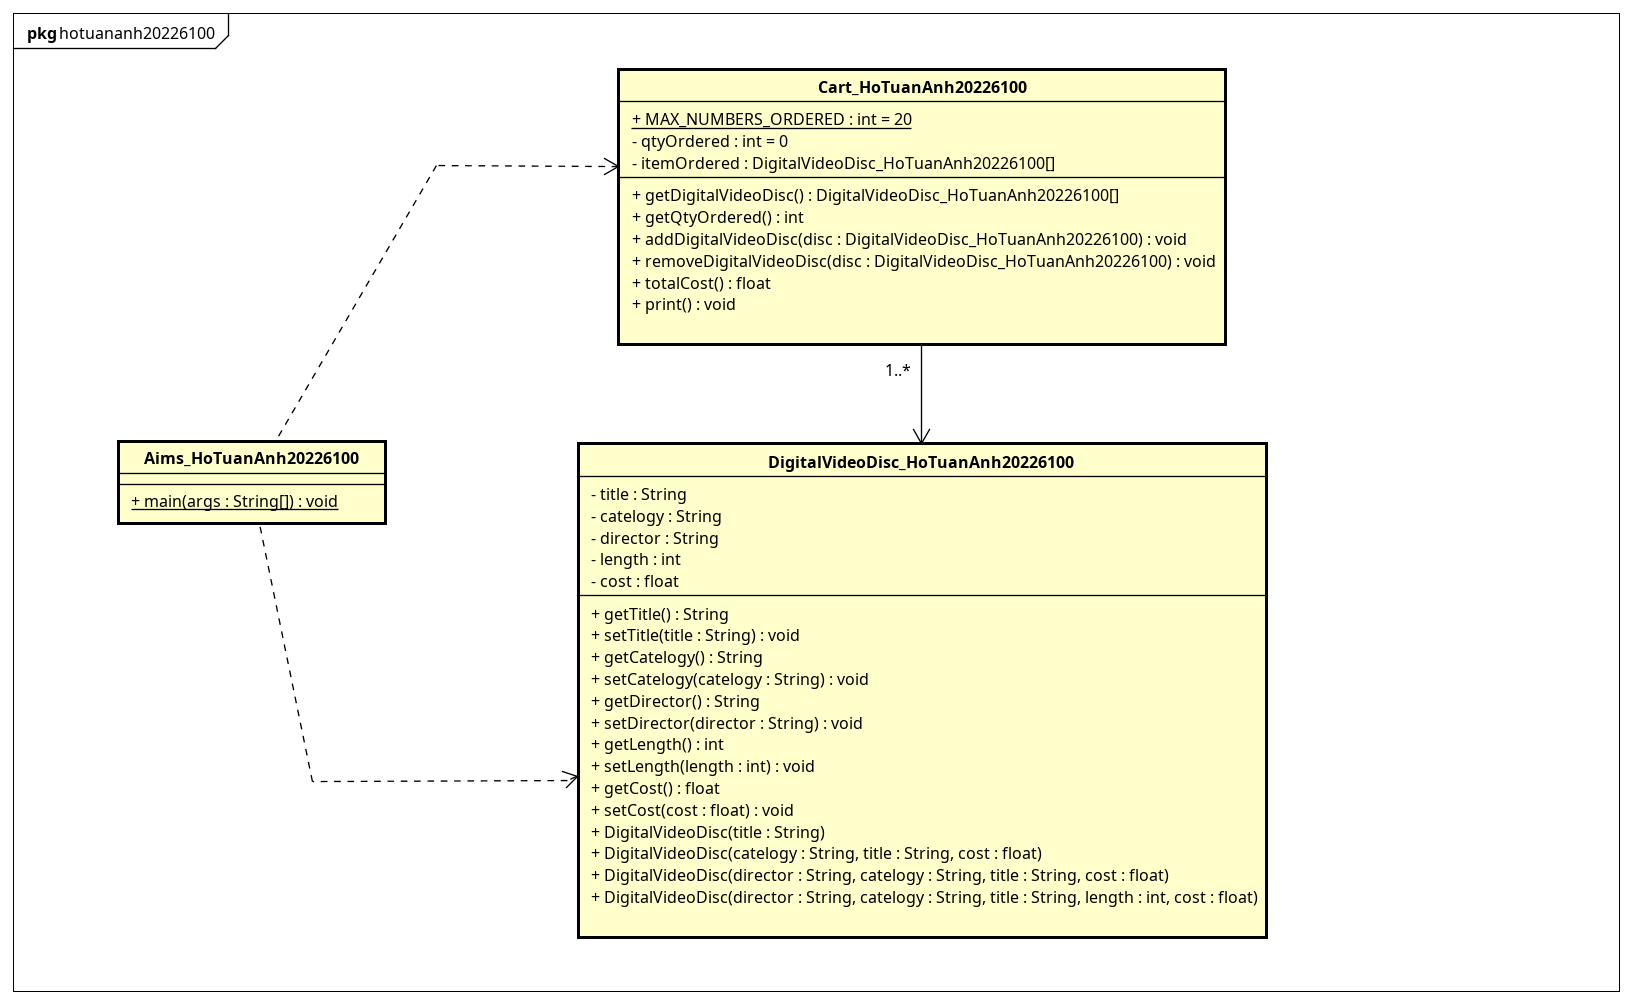 pkg hotuananh20226100
Cart_HoTuanAnh20226100
+ MAX_NUMBERS_ORDERED : int = 20
- qtyOrdered : int = 0
- itemOrdered : DigitalVideoDisc_HoTuanAnh20226100[]
+ getDigitalVideoDisc() : DigitalVideoDisc_HoTuanAnh20226100[]
+ getQtyOrdered() : int
+ addDigitalVideoDisc(disc : DigitalVideoDisc_HoTuanAnh20226100) : void
+ removeDigitalVideoDisc(disc : DigitalVideoDisc_HoTuanAnh20226100) : void
+ totalCost() : float
+ print() : void
1..*
Aims_HoTuanAnh20226100
+ main(args : String[]) : void
DigitalVideoDisc_HoTuanAnh20226100
- title : String
- catelogy : String
- director : String
- length : int
- cost : float
+ getTitle() : String
+ setTitle(title : String) : void
+ getCatelogy() : String
+ setCatelogy(catelogy : String) : void
+ getDirector() : String
+ setDirector(director : String) : void
+ getLength() : int
+ setLength(length : int) : void
+ getCost() : float
+ setCost(cost : float) : void
+ DigitalVideoDisc(title : String)
+ DigitalVideoDisc(catelogy : String, title : String, cost : float)
+ DigitalVideoDisc(director : String, catelogy : String, title : String, cost : float)
+ DigitalVideoDisc(director : String, catelogy : String, title : String, length : int, cost : float)